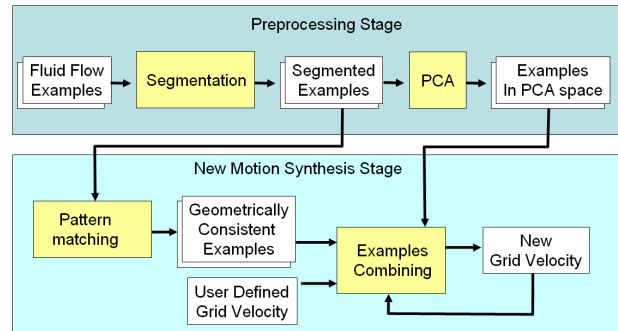 Preprocessing Stage
Fluid Flow
Examples
Segmentation
Segmented
Examples
PCA
Examples
In PCA space
New Motion Synthesis Stage
Pattern
matching
Geometrically
Consistent
Examples
User Defined
Grid Velocity
Examples
Combining
New
Grid Velocity